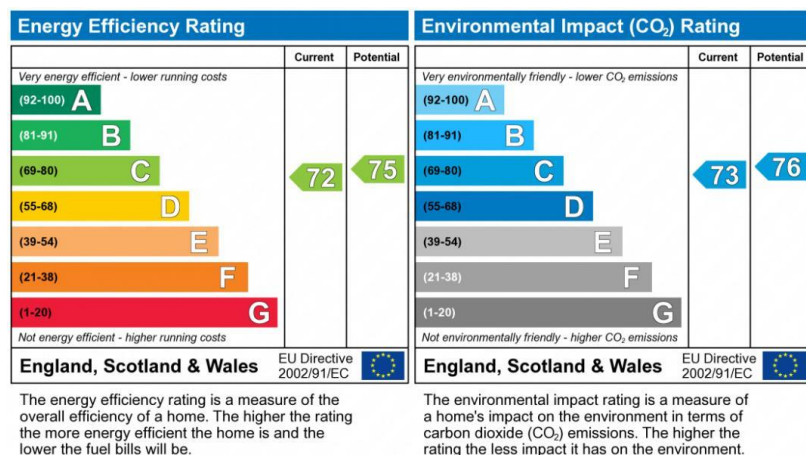 Energy Efficiency Rating
Current Potential
Very energy efficient - lower running costs
(92-100) A
(81-91) B
(69-80) C
72 75
(55-68) D
(39-54) E
(21-38) F
(1-20) G
Not energy efficient - higher running costs
England, Scotland & Wales EU Directive 2002/91/EC
The energy efficiency rating is a measure of the
overall efficiency of a home. The higher the rating
the more energy efficient the home is and the
lower the fuel bills will be.
Environmental Impact (CO₂) Rating
Current Potential
Very environmentally friendly - lower CO₂ emissions
(92-100) A
(81-91) B
(69-80) C
73 76
(55-68) D
(39-54) E
(21-38) F
(1-20) G
Not environmentally friendly - higher CO₂ emissions
England, Scotland & Wales EU Directive 2002/91/EC
The environmental impact rating is a measure of
a home's impact on the environment in terms of
carbon dioxide (CO₂) emissions. The higher the
rating the less impact it has on the environment.